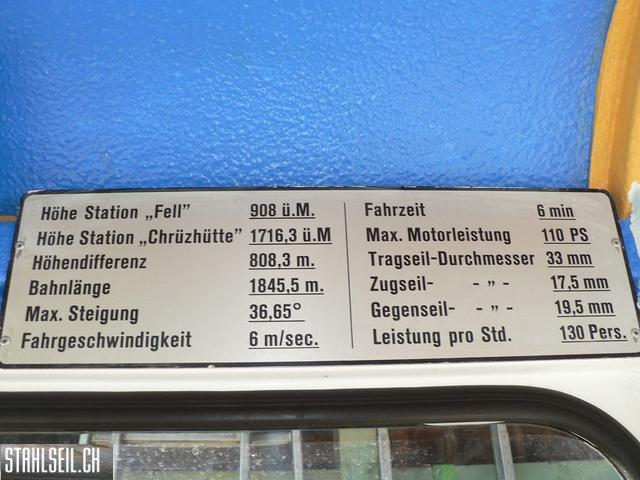 Höhe Station „Fell” 908 ü.M.
Höhe Station „Chrüzhütte” 1716,3 ü.M
Höhendifferenz 808,3 m.
Bahnlänge 1845,5 m.
Max. Steigung 36,65°
Fahrgeschwindigkeit 6 m/sec.
Fahrzeit 6 min
Max. Motorleistung 110 PS
Tragseil-Durchmesser 33 mm
Zugseil- - ” - 17,5 mm
Gegenseil- - ” - 19,5 mm
Leistung pro Std. 130 Pers.
STAHLSEIL.CH